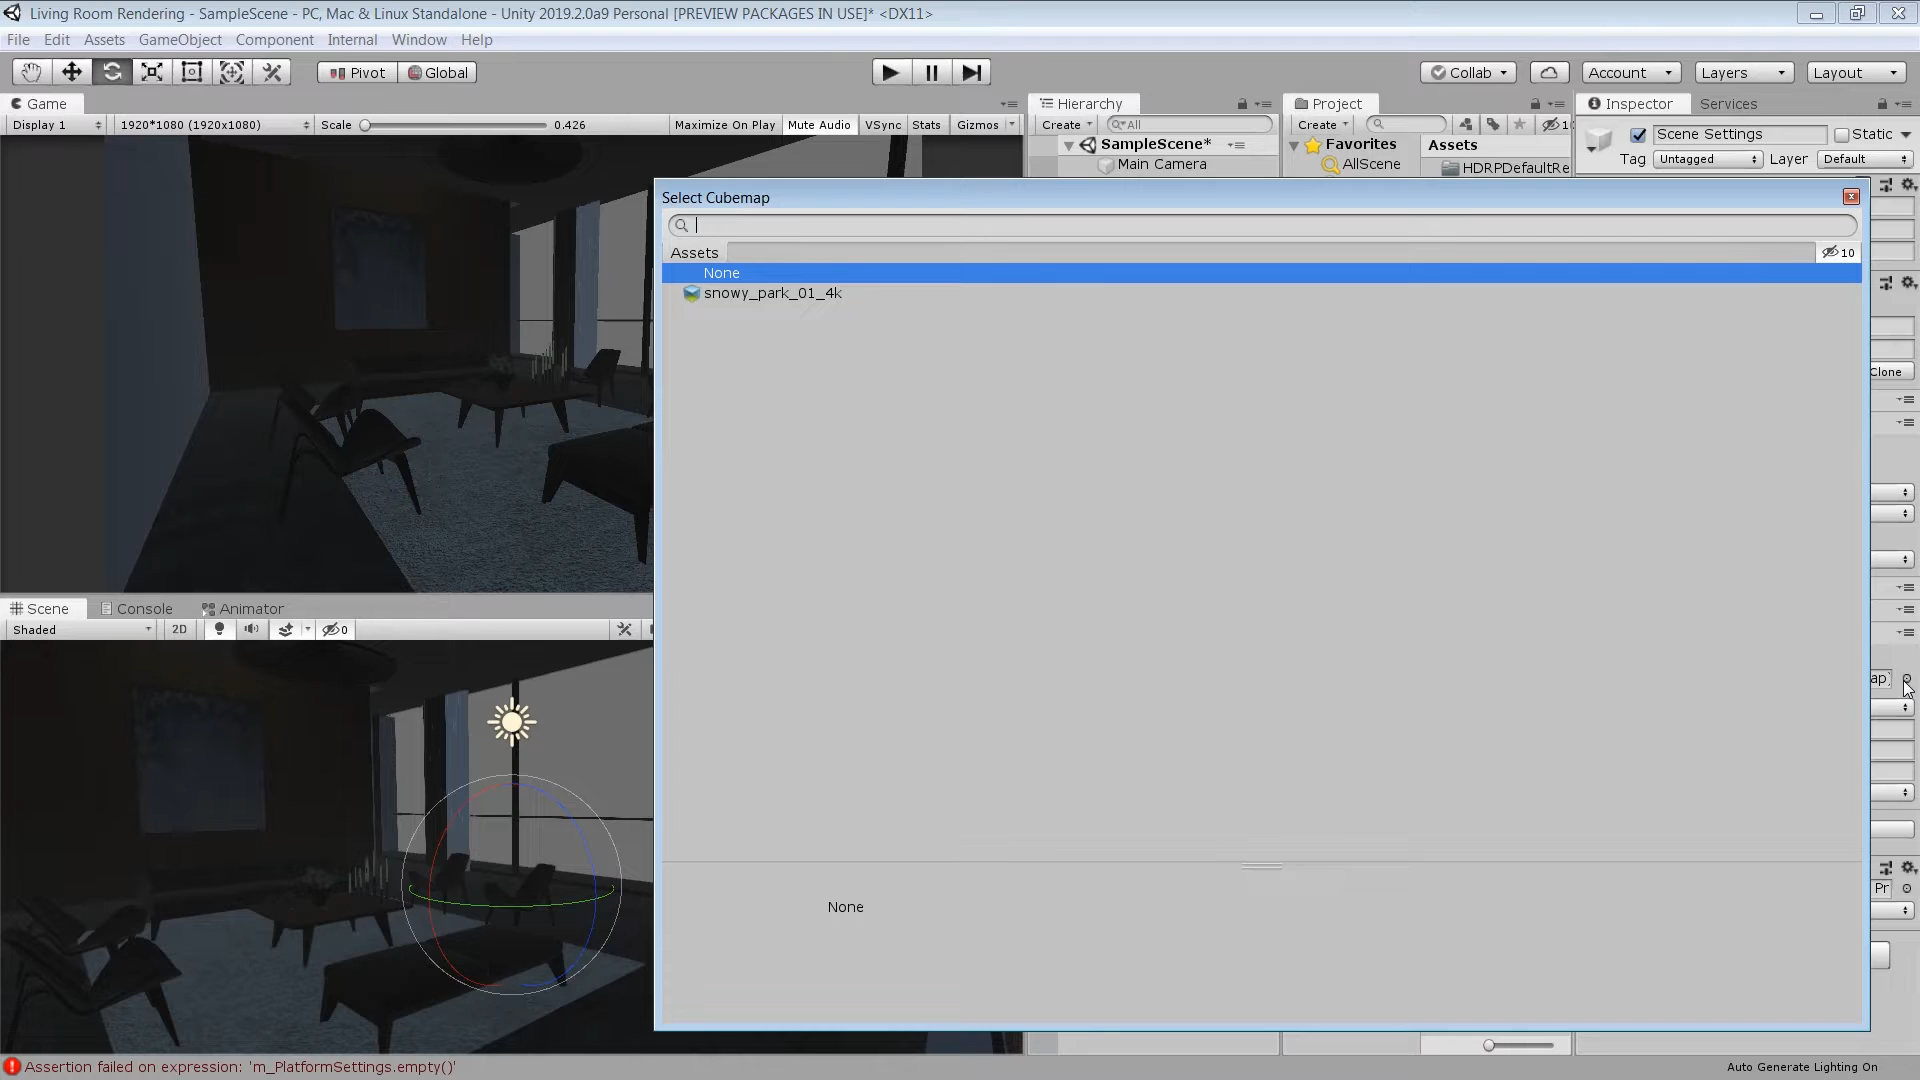 Living Room Rendering - SampleScene - PC, Mac & Linux Standalone - Unity 2019.2.0a9 Personal [PREVIEW PACKAGES IN USE]* <DX11>
File Edit Assets GameObject Component Internal Window Help
Pivot Global Collab Account Layers Layout
Game Hierarchy Project Inspector Services
Display 1 1920*1080 (1920x1080) Scale 0.426 Maximize On Play Mute Audio VSync Stats Gizmos Create All Create
SampleScene* Favorites Assets Scene Settings Static
Main Camera AllScene HDRPDefaultRe Tag Untagged Layer Default
Select Cubemap
Assets 10
None
snowy_park_01_4k
Clone
Scene Console Animator
Shaded 2D 0
ap)
None
Pr
Assertion failed on expression: 'm_PlatformSettings.empty()'
Auto Generate Lighting On